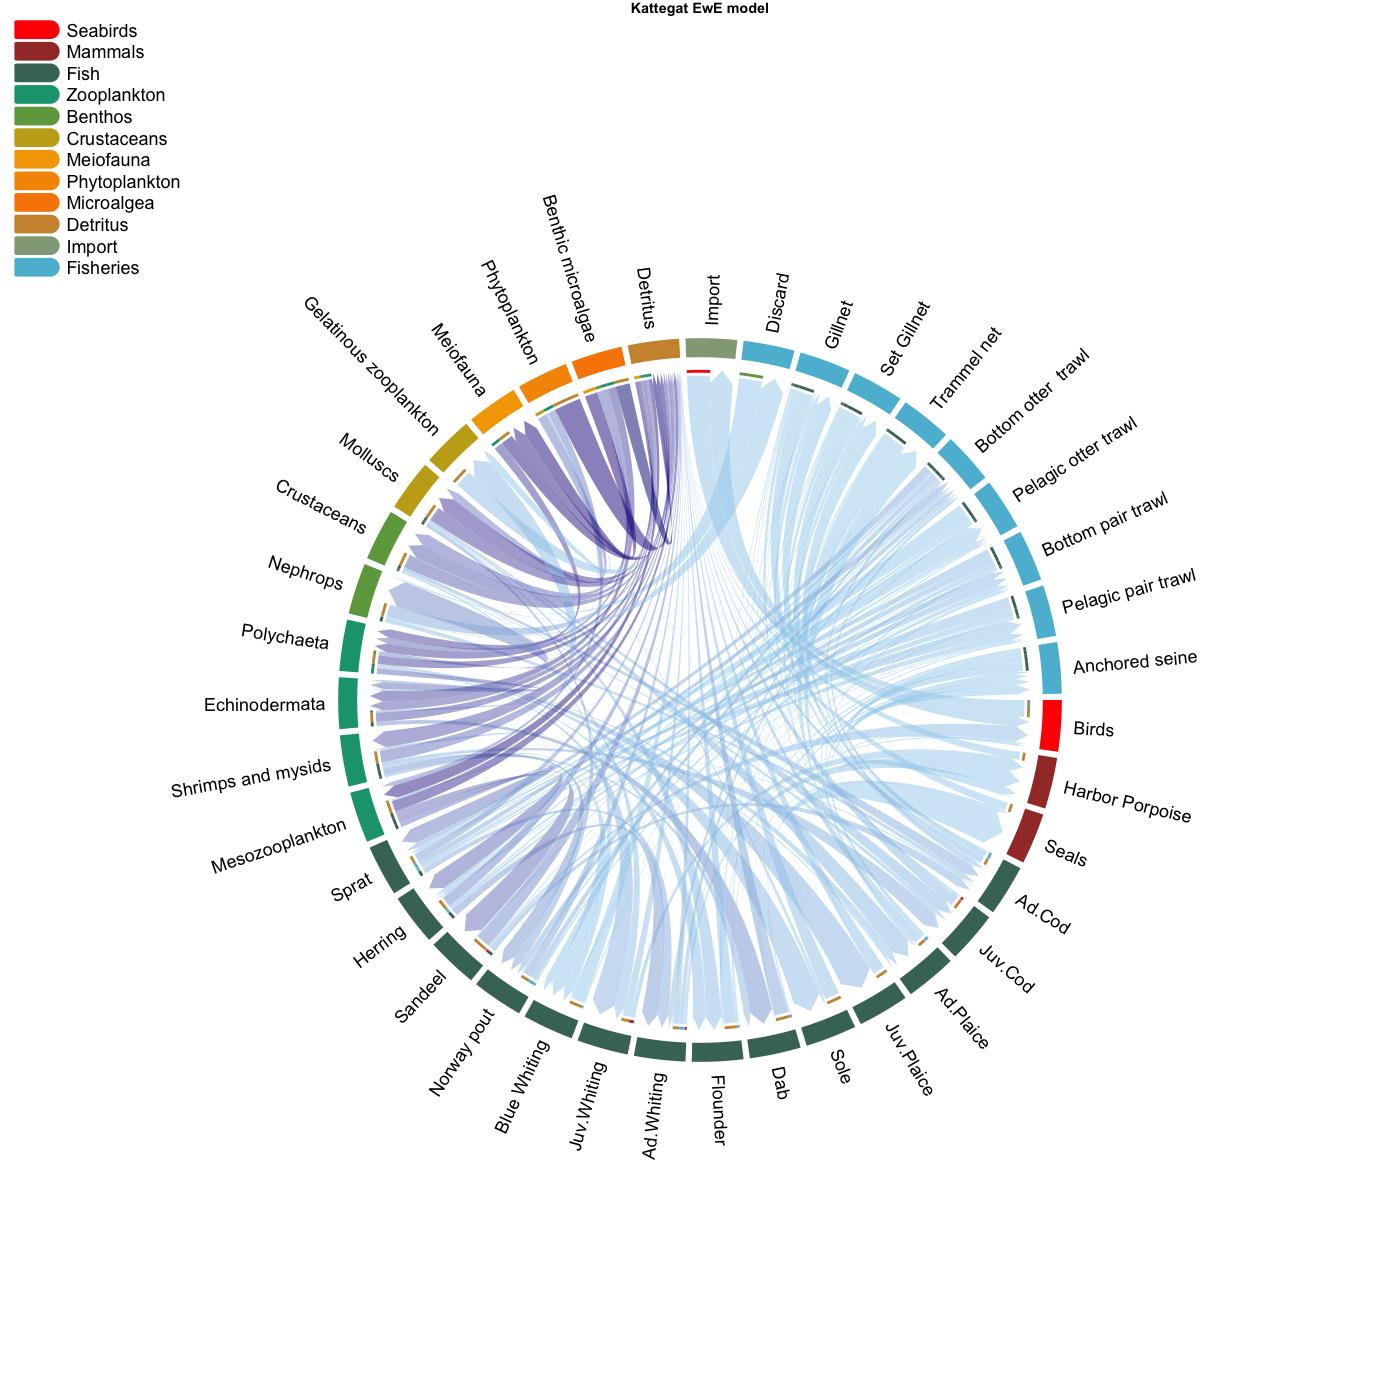 Kattegat EwE model
Seabirds
Mammals
Fish
Zooplankton
Benthos
Crustaceans
Meiofauna
Phytoplankton
Microalgea
Detritus
Import
Fisheries
Import
Discard
Gillnet
Set Gillnet
Trammel net
Bottom otter trawl
Pelagic otter trawl
Bottom pair trawl
Pelagic pair trawl
Anchored seine
Birds
Harbor Porpoise
Seals
Ad.Cod
Juv.Cod
Ad.Plaice
Juv.Plaice
Sole
Dab
Flounder
Ad.Whiting
Juv.Whiting
Blue Whiting
Norway pout
Sandeel
Herring
Sprat
Mesozooplankton
Shrimps and mysids
Echinodermata
Polychaeta
Nephrops
Crustaceans
Molluscs
Gelatinous zooplankton
Meiofauna
Phytoplankton
Benthic microalgae
Detritus